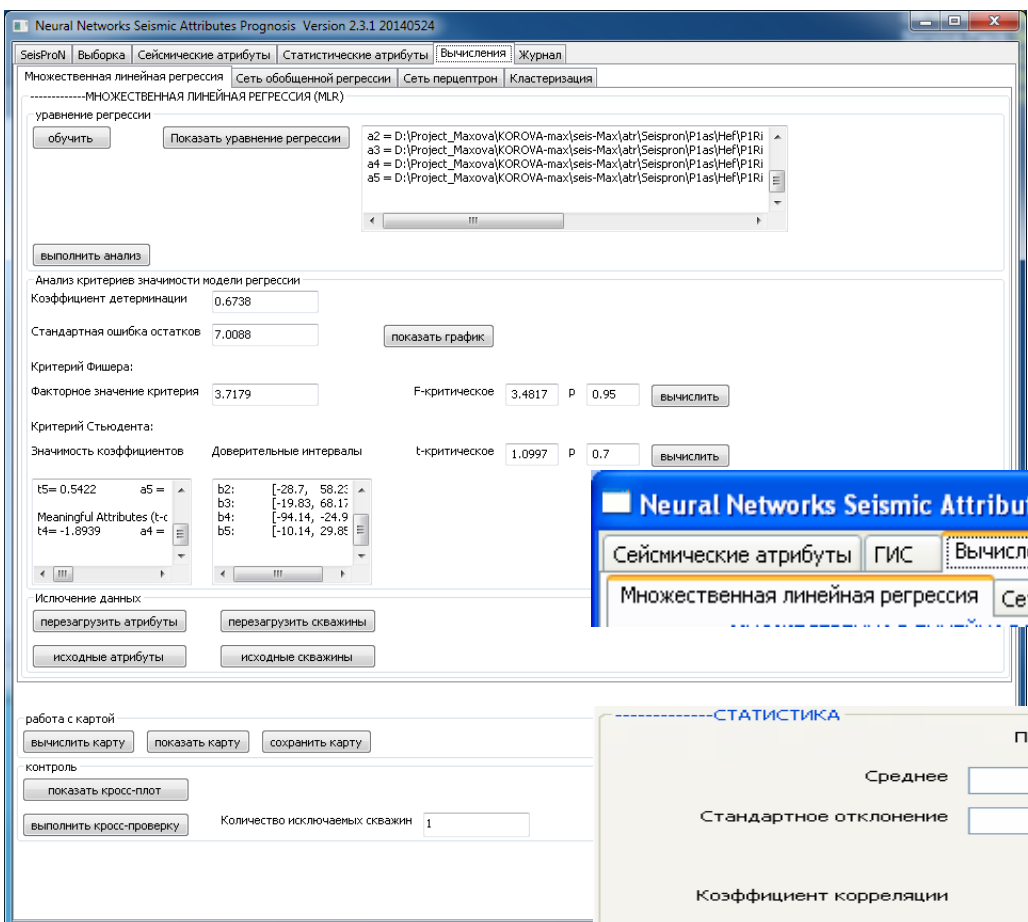 Neural Networks Seismic Attributes Prognosis Version 2.3.1 20140524
SeisProN Выборка Сейсмические атрибуты Статистические атрибуты Вычисления Журнал
Множественная линейная регрессия Сеть обобщенной регрессии Сеть перцептрон Кластеризация
-------------МНОЖЕСТВЕННАЯ ЛИНЕЙНАЯ РЕГРЕССИЯ (MLR)
уравнение регрессии
обучить Показать уравнение регрессии
a2 = D:\Project_Maxova\KOROVA-max\seis-Max\atr\Seispron\P1as\Hef\P1Ri
a3 = D:\Project_Maxova\KOROVA-max\seis-Max\atr\Seispron\P1as\Hef\P1Ri
a4 = D:\Project_Maxova\KOROVA-max\seis-Max\atr\Seispron\P1as\Hef\P1Ri
a5 = D:\Project_Maxova\KOROVA-max\seis-Max\atr\Seispron\P1as\Hef\P1Ri
выполнить анализ
Анализ критериев значимости модели регрессии
Коэффициент детерминации 0.6738
Стандартная ошибка остатков 7.0088 показать график
Критерий Фишера:
Факторное значение критерия 3.7179 F-критическое 3.4817 p 0.95 вычислить
Критерий Стьюдента:
Значимость коэффициентов Доверительные интервалы t-критическое 1.0997 p 0.7 вычислить
t5= 0.5422 a5 =
Meaningful Attributes (t-c
t4= -1.8939 a4 =
b2: [-28.7, 58.23
b3: [-19.83, 68.17
b4: [-94.14, -24.9
b5: [-10.14, 29.85
Ислючение данных
перезагрузить атрибуты перезагрузить скважины
исходные атрибуты исходные скважины
работа с картой
вычислить карту показать карту сохранить карту
контроль
показать кросс-плот
выполнить кросс-проверку Количество исключаемых скважин 1
Neural Networks Seismic Attribu
Сейсмические атрибуты ГИС Вычисл
Множественная линейная регрессия Се
-------------СТАТИСТИКА
П
Среднее
Стандартное отклонение
Коэффициент корреляции